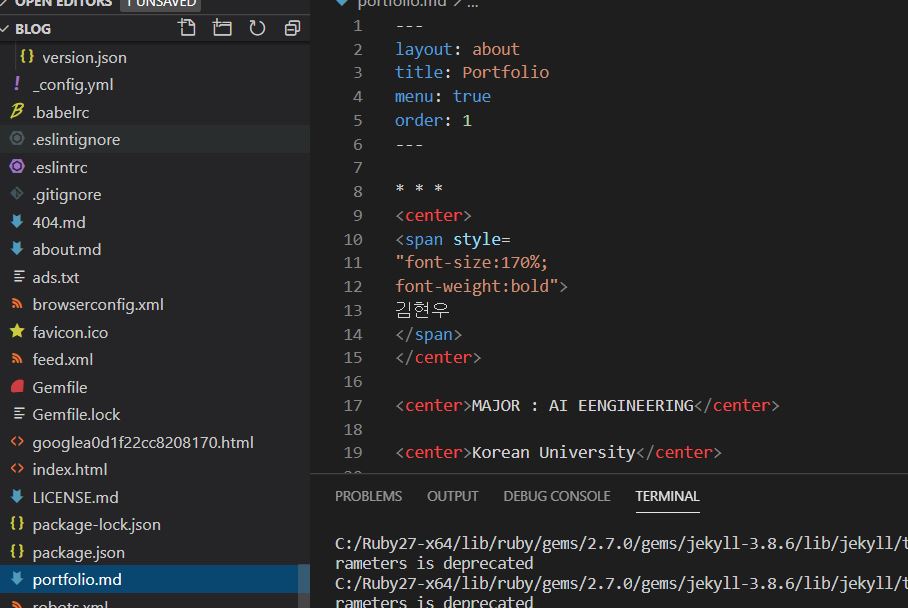 OPEN EDITORS 1 UNSAVED
BLOG
version.json
_config.yml
.babelrc
.eslintignore
.eslintrc
.gitignore
404.md
about.md
ads.txt
browserconfig.xml
favicon.ico
feed.xml
Gemfile
Gemfile.lock
googlea0d1f22cc8208170.html
index.html
LICENSE.md
package-lock.json
package.json
portfolio.md
robots.xml
portfolio.md > ...
1 ---
2 layout: about
3 title: Portfolio
4 menu: true
5 order: 1
6 ---
7
8 * * *
9 <center>
10 <span style=
11 "font-size:170%;
12 font-weight:bold">
13 김현우
14 </span>
15 </center>
16
17 <center>MAJOR : AI EENGINEERING</center>
18
19 <center>Korean University</center>
20
PROBLEMS OUTPUT DEBUG CONSOLE TERMINAL
C:/Ruby27-x64/lib/ruby/gems/2.7.0/gems/jekyll-3.8.6/lib/jekyll/t
rameters is deprecated
C:/Ruby27-x64/lib/ruby/gems/2.7.0/gems/jekyll-3.8.6/lib/jekyll/t
rameters is deprecated